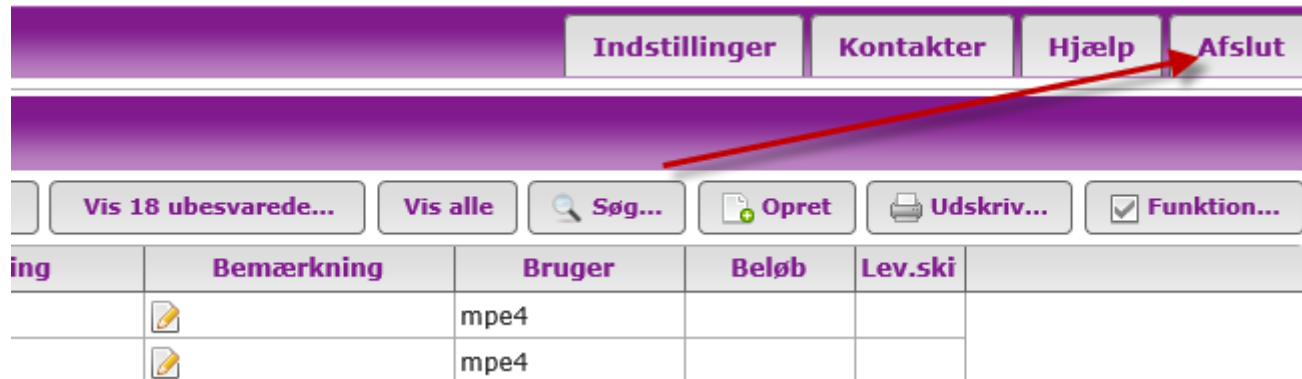 Indstillinger Kontakter Hjælp Afslut
Vis 18 ubesvarede... Vis alle Søg... Opret Udskriv... Funktion...
ing Bemærkning Bruger Beløb Lev.ski
mpe4
mpe4